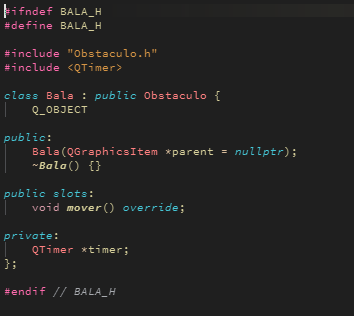 #ifndef BALA_H
#define BALA_H
#include "Obstaculo.h"
#include <QTimer>
class Bala : public Obstaculo {
Q_OBJECT
public:
Bala(QGraphicsItem *parent = nullptr);
~Bala() {}
public slots:
void mover() override;
private:
QTimer *timer;
};
#endif // BALA_H